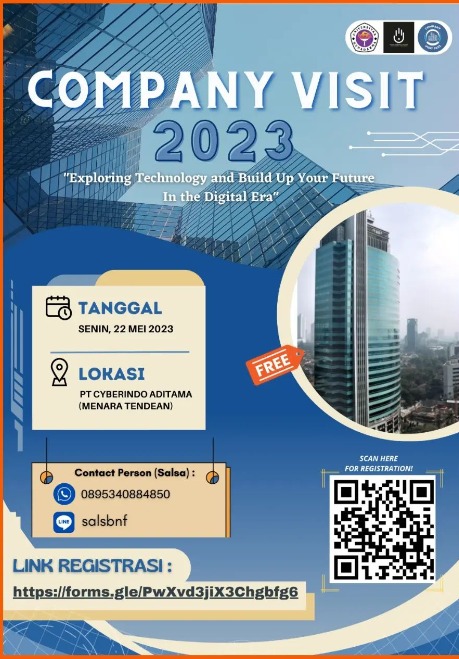 COMPANY VISIT
2023
"Exploring Technology and Build Up Your Future
In the Digital Era"
TANGGAL
SENIN, 22 MEI 2023
LOKASI
PT CYBERINDO ADITAMA
(MENARA TENDEAN)
FREE
Contact Person (Salsa) :
0895340884850
LINE
salsbnf
SCAN HERE
FOR REGISTRATION!
LINK REGISTRASI :
https://forms.gle/PwXvd3jiX3Chgbfg6